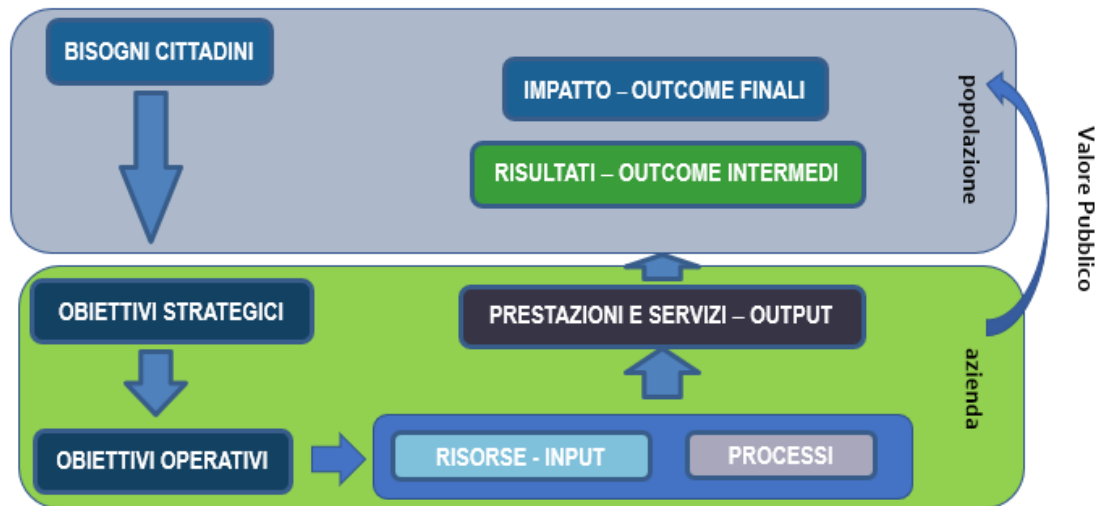 BISOGNI CITTADINI
IMPATTO – OUTCOME FINALI
RISULTATI – OUTCOME INTERMEDI
popolazione
Valore Pubblico
OBIETTIVI STRATEGICI
PRESTAZIONI E SERVIZI – OUTPUT
azienda
OBIETTIVI OPERATIVI
RISORSE - INPUT
PROCESSI